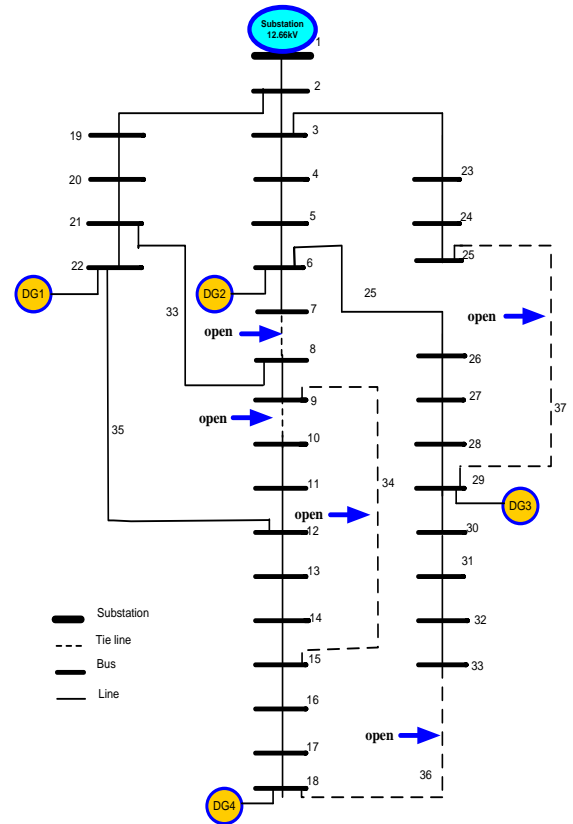 Substation
12.66kV
1
2
19
3
20
4
23
21
5
24
22
6
25
DG1
DG2
25
33
7
open
open
8
26
37
9
27
open
10
28
35
11
34
29
open
DG3
12
30
13
31
Substation
14
32
Tie line
15
33
Bus
16
Line
open
17
36
18
DG4